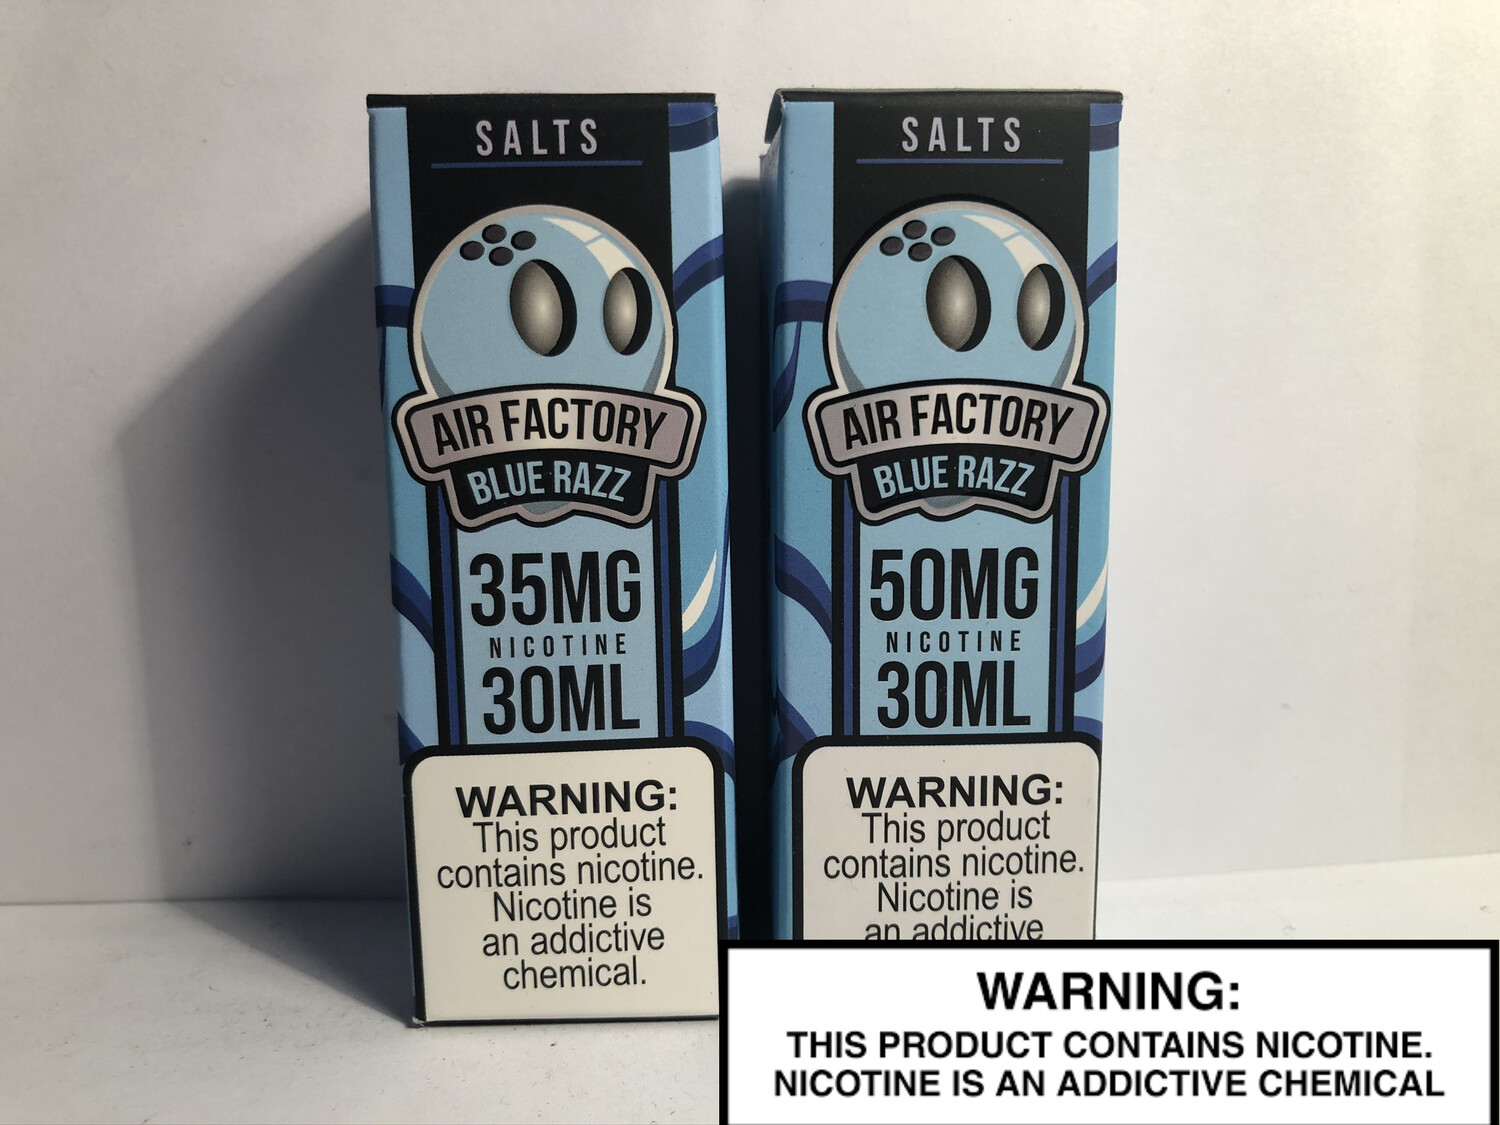 SALTS
AIR FACTORY
BLUE RAZZ
35MG
NICOTINE
30ML
WARNING:
This product
contains nicotine.
Nicotine is
an addictive
chemical.
SALTS
AIR FACTORY
BLUE RAZZ
50MG
NICOTINE
30ML
WARNING:
This product
contains nicotine.
Nicotine is
an addictive
WARNING:
THIS PRODUCT CONTAINS NICOTINE.
NICOTINE IS AN ADDICTIVE CHEMICAL